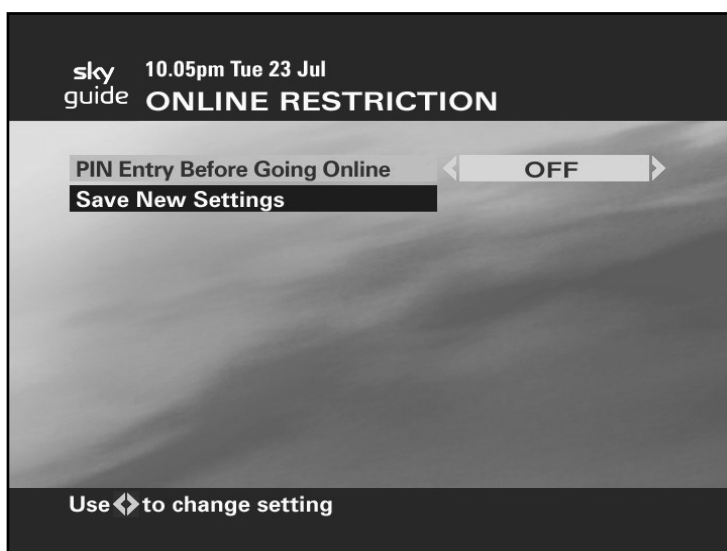 sky 10.05pm Tue 23 Jul
guide ONLINE RESTRICTION
PIN Entry Before Going Online OFF
Save New Settings
Use to change setting